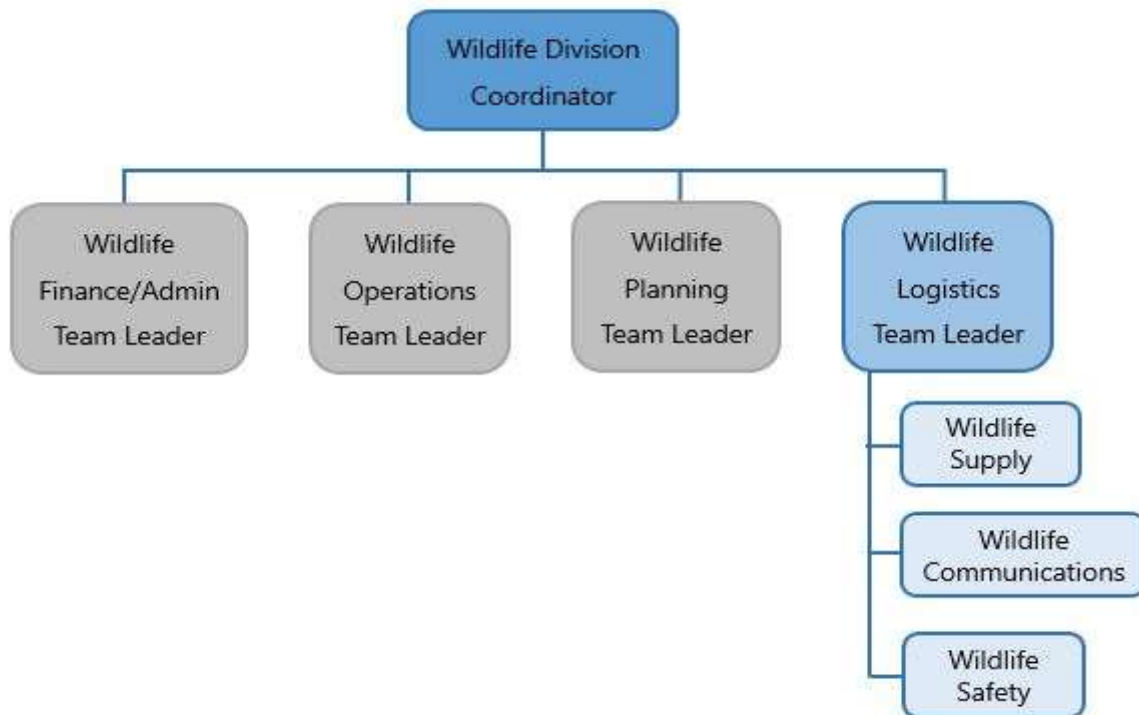 Wildlife Division
Coordinator
Wildlife
Finance/Admin
Team Leader
Wildlife
Operations
Team Leader
Wildlife
Planning
Team Leader
Wildlife
Logistics
Team Leader
Wildlife
Supply
Wildlife
Communications
Wildlife
Safety